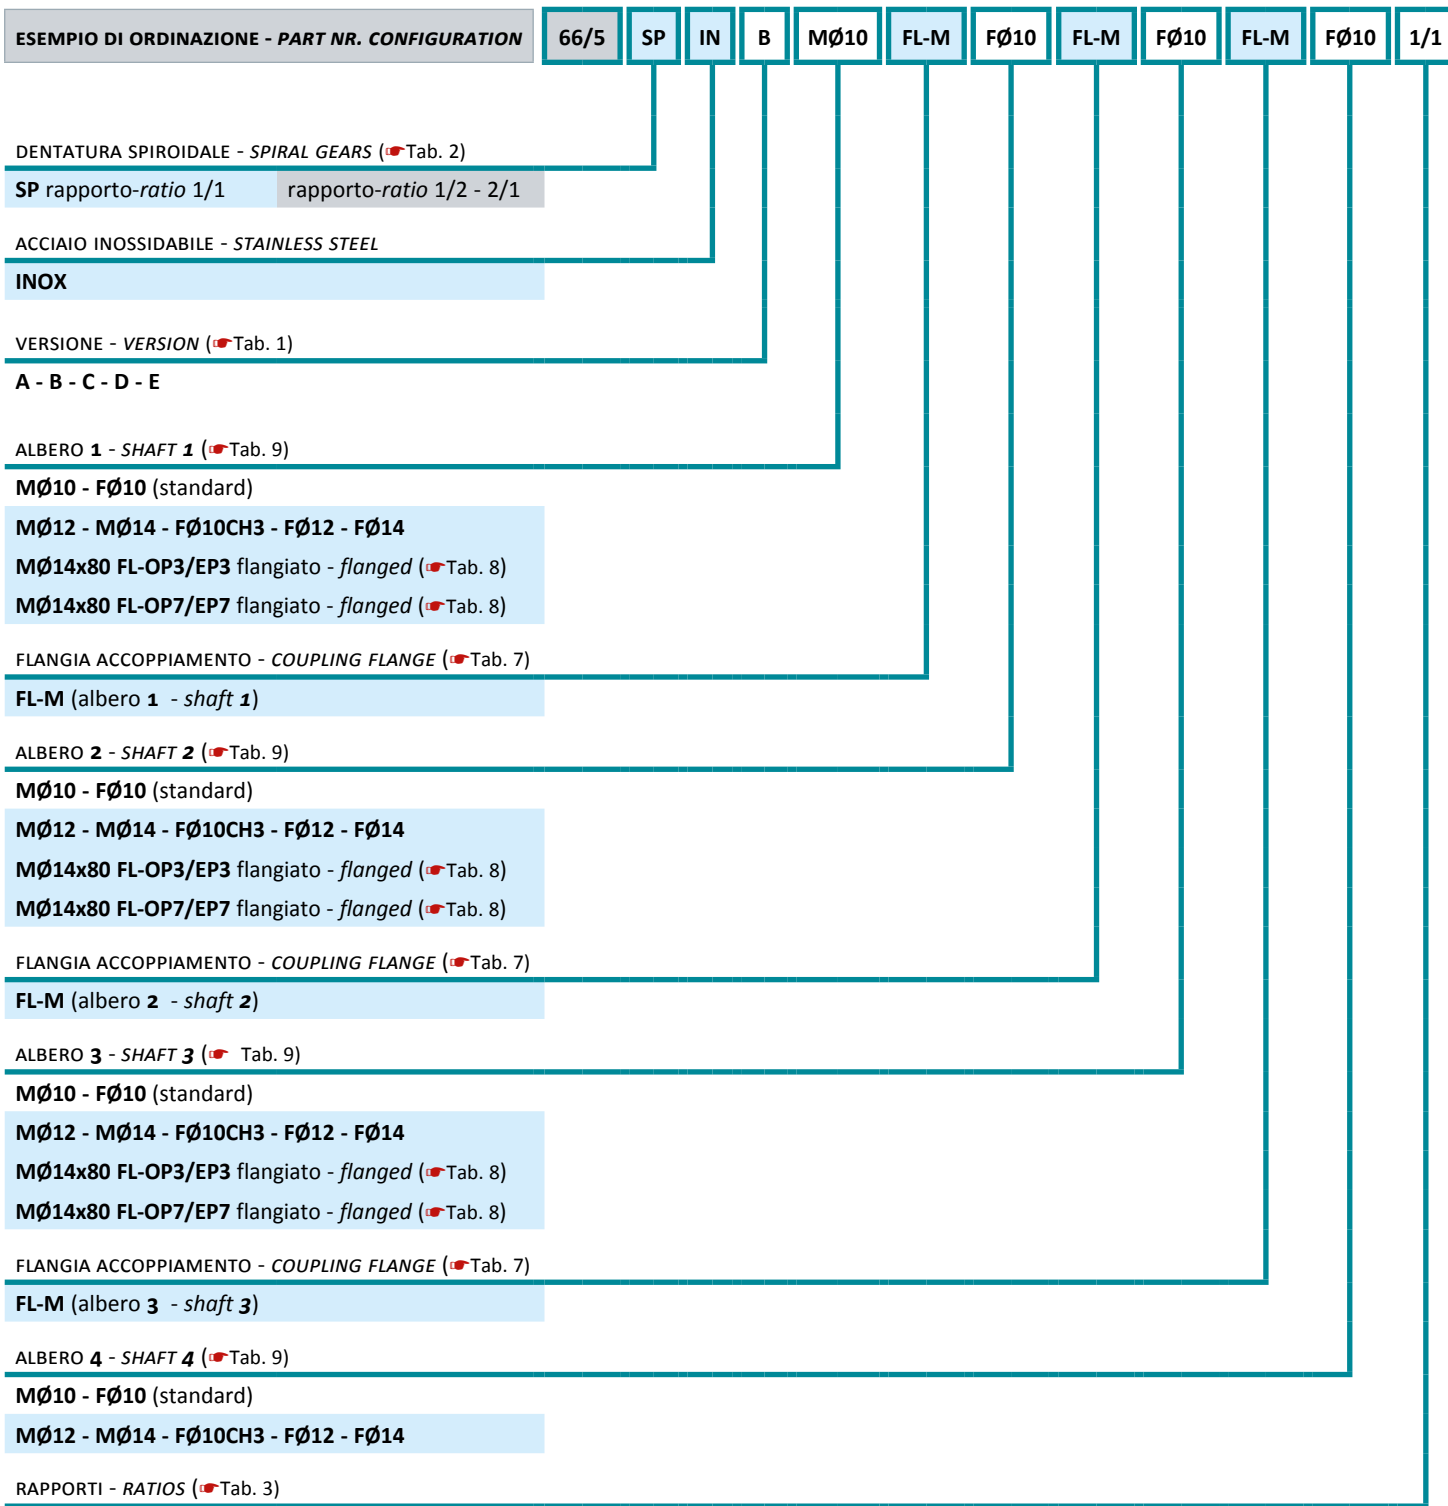 ESEMPIO DI ORDINAZIONE - PART NR. CONFIGURATION 66/5 SP IN B MØ10 FL-M FØ10 FL-M FØ10 FL-M FØ10 1/1
DENTATURA SPIROIDALE - SPIRAL GEARS (☛Tab. 2)
SP rapporto-ratio 1/1 rapporto-ratio 1/2 - 2/1
ACCIAIO INOSSIDABILE - STAINLESS STEEL
INOX
VERSIONE - VERSION (☛Tab. 1)
A - B - C - D - E
ALBERO 1 - SHAFT 1 (☛Tab. 9)
MØ10 - FØ10 (standard)
MØ12 - MØ14 - FØ10CH3 - FØ12 - FØ14
MØ14x80 FL-OP3/EP3 flangiato - flanged (☛Tab. 8)
MØ14x80 FL-OP7/EP7 flangiato - flanged (☛Tab. 8)
FLANGIA ACCOPPIAMENTO - COUPLING FLANGE (☛Tab. 7)
FL-M (albero 1 - shaft 1)
ALBERO 2 - SHAFT 2 (☛Tab. 9)
MØ10 - FØ10 (standard)
MØ12 - MØ14 - FØ10CH3 - FØ12 - FØ14
MØ14x80 FL-OP3/EP3 flangiato - flanged (☛Tab. 8)
MØ14x80 FL-OP7/EP7 flangiato - flanged (☛Tab. 8)
FLANGIA ACCOPPIAMENTO - COUPLING FLANGE (☛Tab. 7)
FL-M (albero 2 - shaft 2)
ALBERO 3 - SHAFT 3 (☛ Tab. 9)
MØ10 - FØ10 (standard)
MØ12 - MØ14 - FØ10CH3 - FØ12 - FØ14
MØ14x80 FL-OP3/EP3 flangiato - flanged (☛Tab. 8)
MØ14x80 FL-OP7/EP7 flangiato - flanged (☛Tab. 8)
FLANGIA ACCOPPIAMENTO - COUPLING FLANGE (☛Tab. 7)
FL-M (albero 3 - shaft 3)
ALBERO 4 - SHAFT 4 (☛Tab. 9)
MØ10 - FØ10 (standard)
MØ12 - MØ14 - FØ10CH3 - FØ12 - FØ14
RAPPORTI - RATIOS (☛Tab. 3)